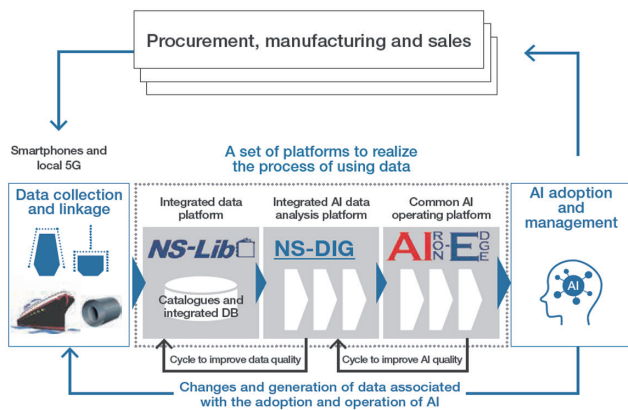 Procurement, manufacturing and sales
Smartphones and
local 5G
A set of platforms to realize
the process of using data
Data collection
and linkage
Integrated data
platform
Integrated AI data
analysis platform
Common AI
operating platform
AI adoption
and
management
NS-Lib
NS-DIG
AIRON-EDGE
Catalogues and
integrated DB
AI
Cycle to improve data quality
Cycle to improve AI quality
Changes and generation of data associated
with the adoption and operation of AI